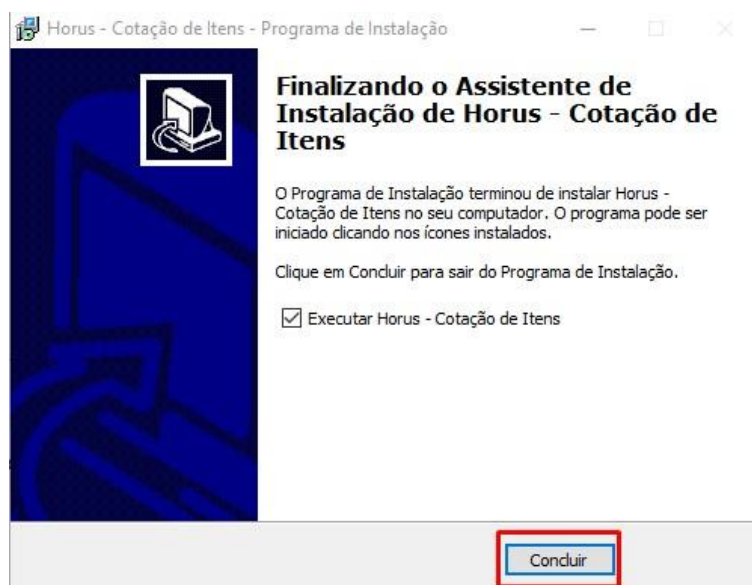 Horus - Cotação de Itens - Programa de Instalação
Finalizando o Assistente de
Instalação de Horus - Cotação de
Itens
O Programa de Instalação terminou de instalar Horus -
Cotação de Itens no seu computador. O programa pode ser
iniciado clicando nos ícones instalados.
Clique em Concluir para sair do Programa de Instalação.
Executar Horus - Cotação de Itens
Concluir